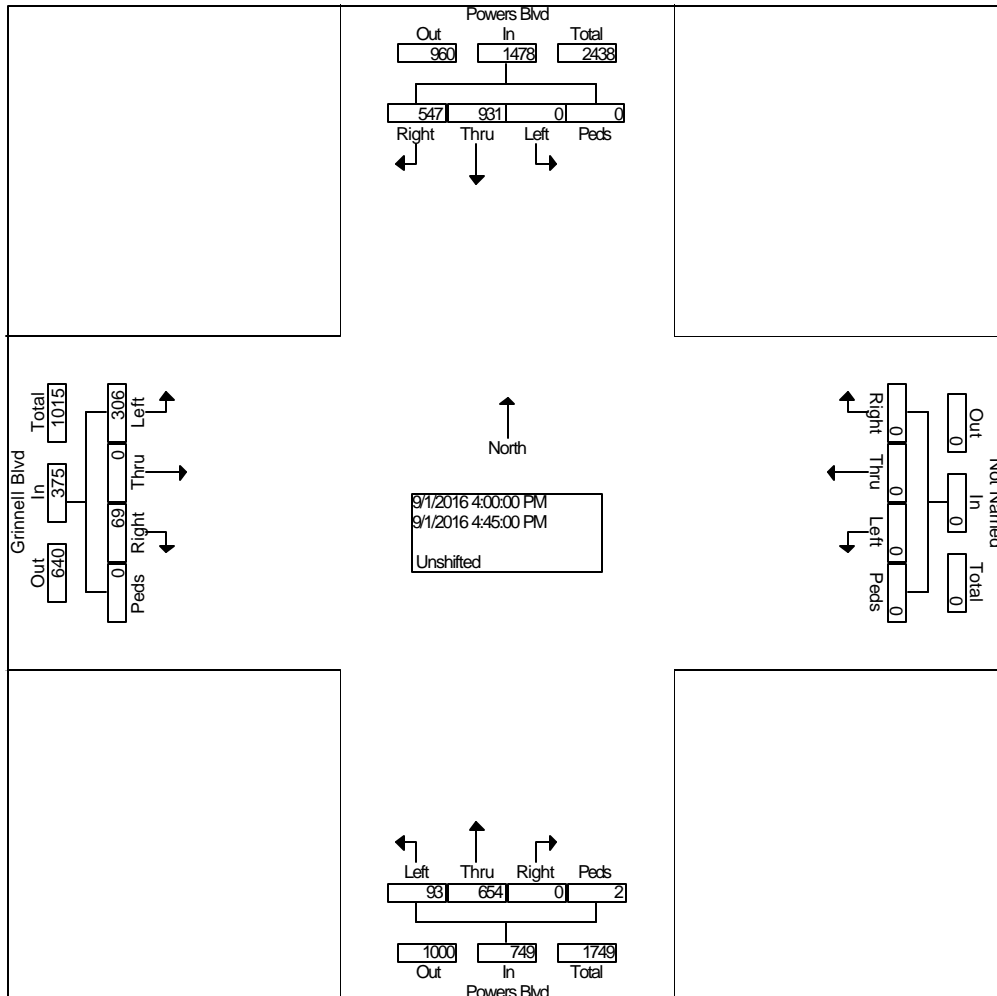 Powers Blvd
Out In Total
960 1478 2438
547 931 0 0
Right Thru Left Peds
Grinnell Blvd
Out In Total
640 375 1015
306 0 69 0
Left Thru Right Peds
North
9/1/2016 4:00:00 PM
9/1/2016 4:45:00 PM
Unshifted
Right Thru Left Peds
0 0 0 0
Out In Total
0 0 0
Not Named
Left Thru Right Peds
93 654 0 2
1000 749 1749
Out In Total
Powers Blvd